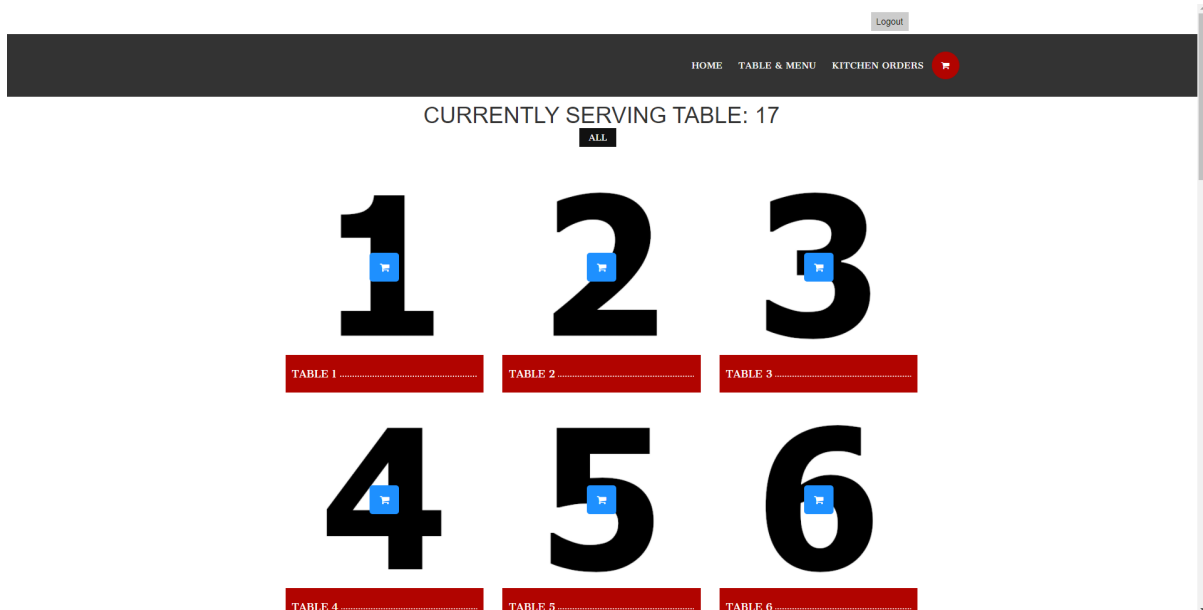 Logout
HOME TABLE & MENU KITCHEN ORDERS
CURRENTLY SERVING TABLE: 17
ALL
1 2 3
TABLE 1 TABLE 2 TABLE 3
4 5 6
TABLE 4 TABLE 5 TABLE 6